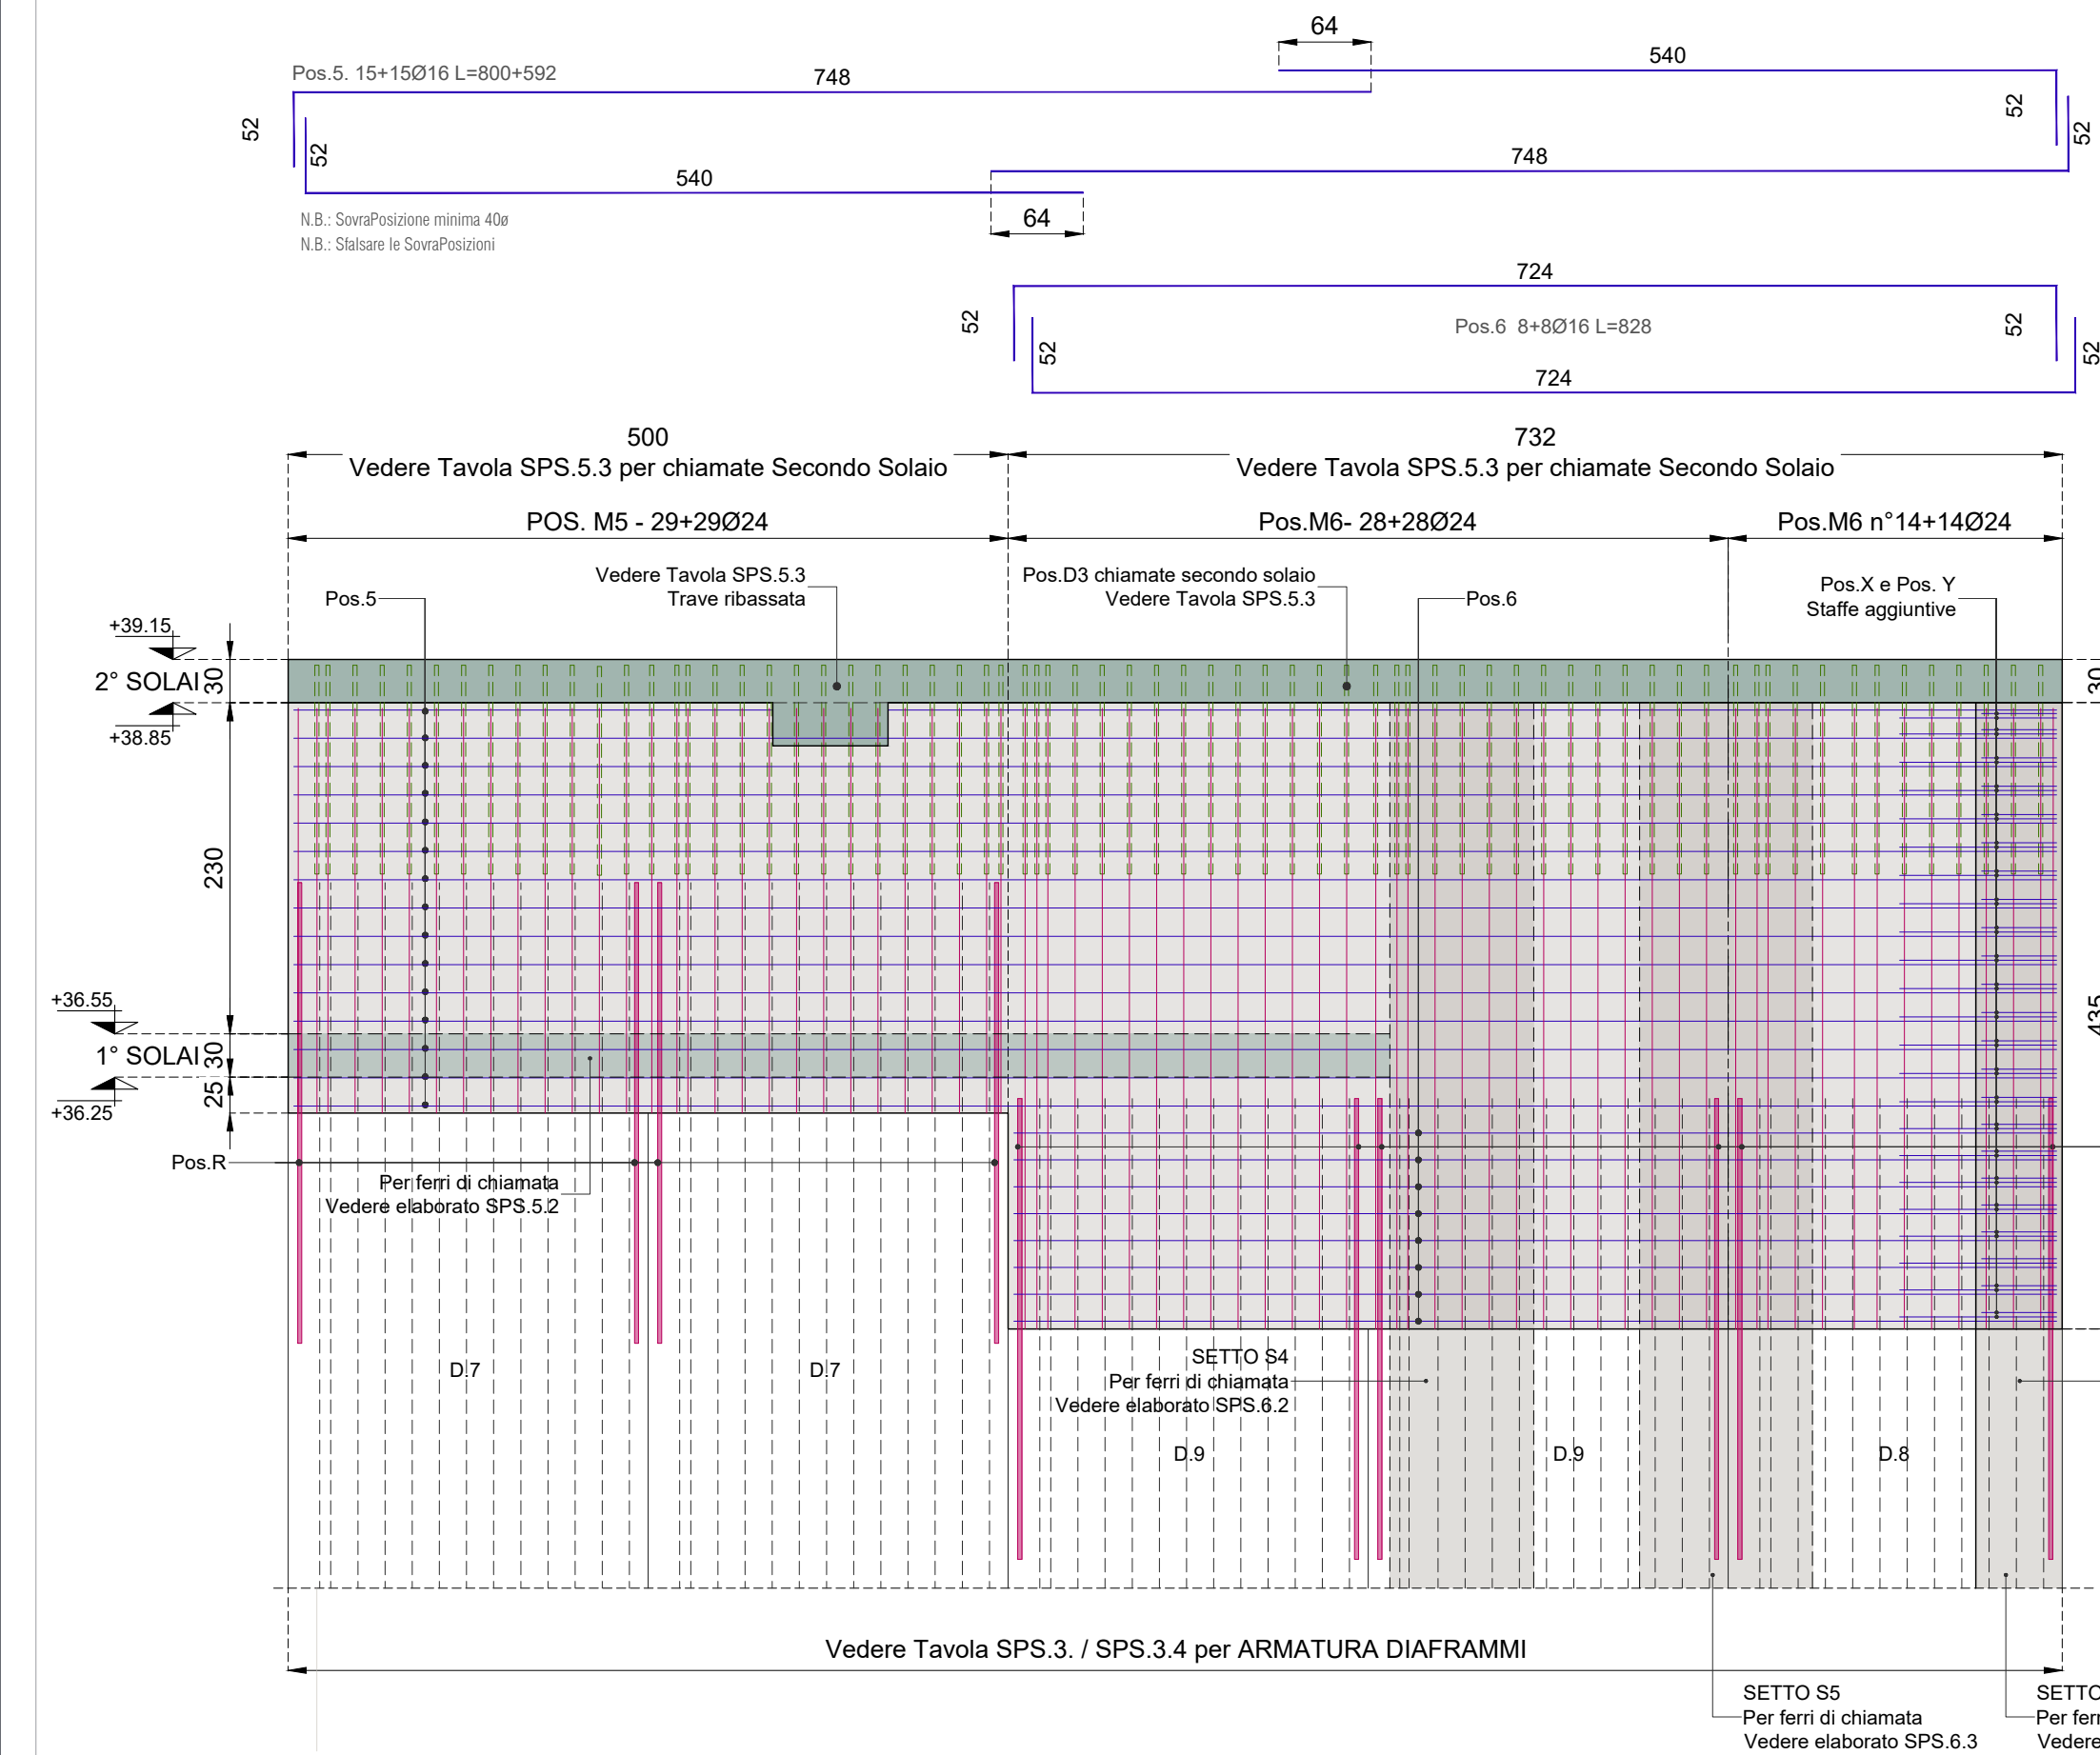 64
Pos.5. 15+15Ø16 L=800+592
748
540
52
52
52
52
540
748
64
N.B.: SovraPosizione minima 40ø
N.B.: Sfalsare le SovraPosizioni
724
52
52
Pos.6 8+8Ø16 L=828
52
52
724
500
732
Vedere Tavola SPS.5.3 per chiamate Secondo Solaio
Vedere Tavola SPS.5.3 per chiamate Secondo Solaio
POS. M5 - 29+29Ø24
Pos.M6- 28+28Ø24
Pos.M6 n°14+14Ø24
Pos.5
Vedere Tavola SPS.5.3
Trave ribassata
Pos.D3 chiamate secondo solaio
Vedere Tavola SPS.5.3
Pos.6
Pos.X e Pos. Y
Staffe aggiuntive
+39.15
2° SOLAI
30
30
+38.85
230
435
+36.55
1° SOLAI
30
25
+36.25
Pos.R
Per ferri di chiamata
Vedere elaborato SPS.5.2
D.7
D.7
SETTO S4
Per ferri di chiamata
Vedere elaborato SPS.6.2
D.9
D.9
D.8
Vedere Tavola SPS.3. / SPS.3.4 per ARMATURA DIAFRAMMI
SETTO S5
Per ferri di chiamata
Vedere elaborato SPS.6.3
SETTO
Per ferr
Vedere